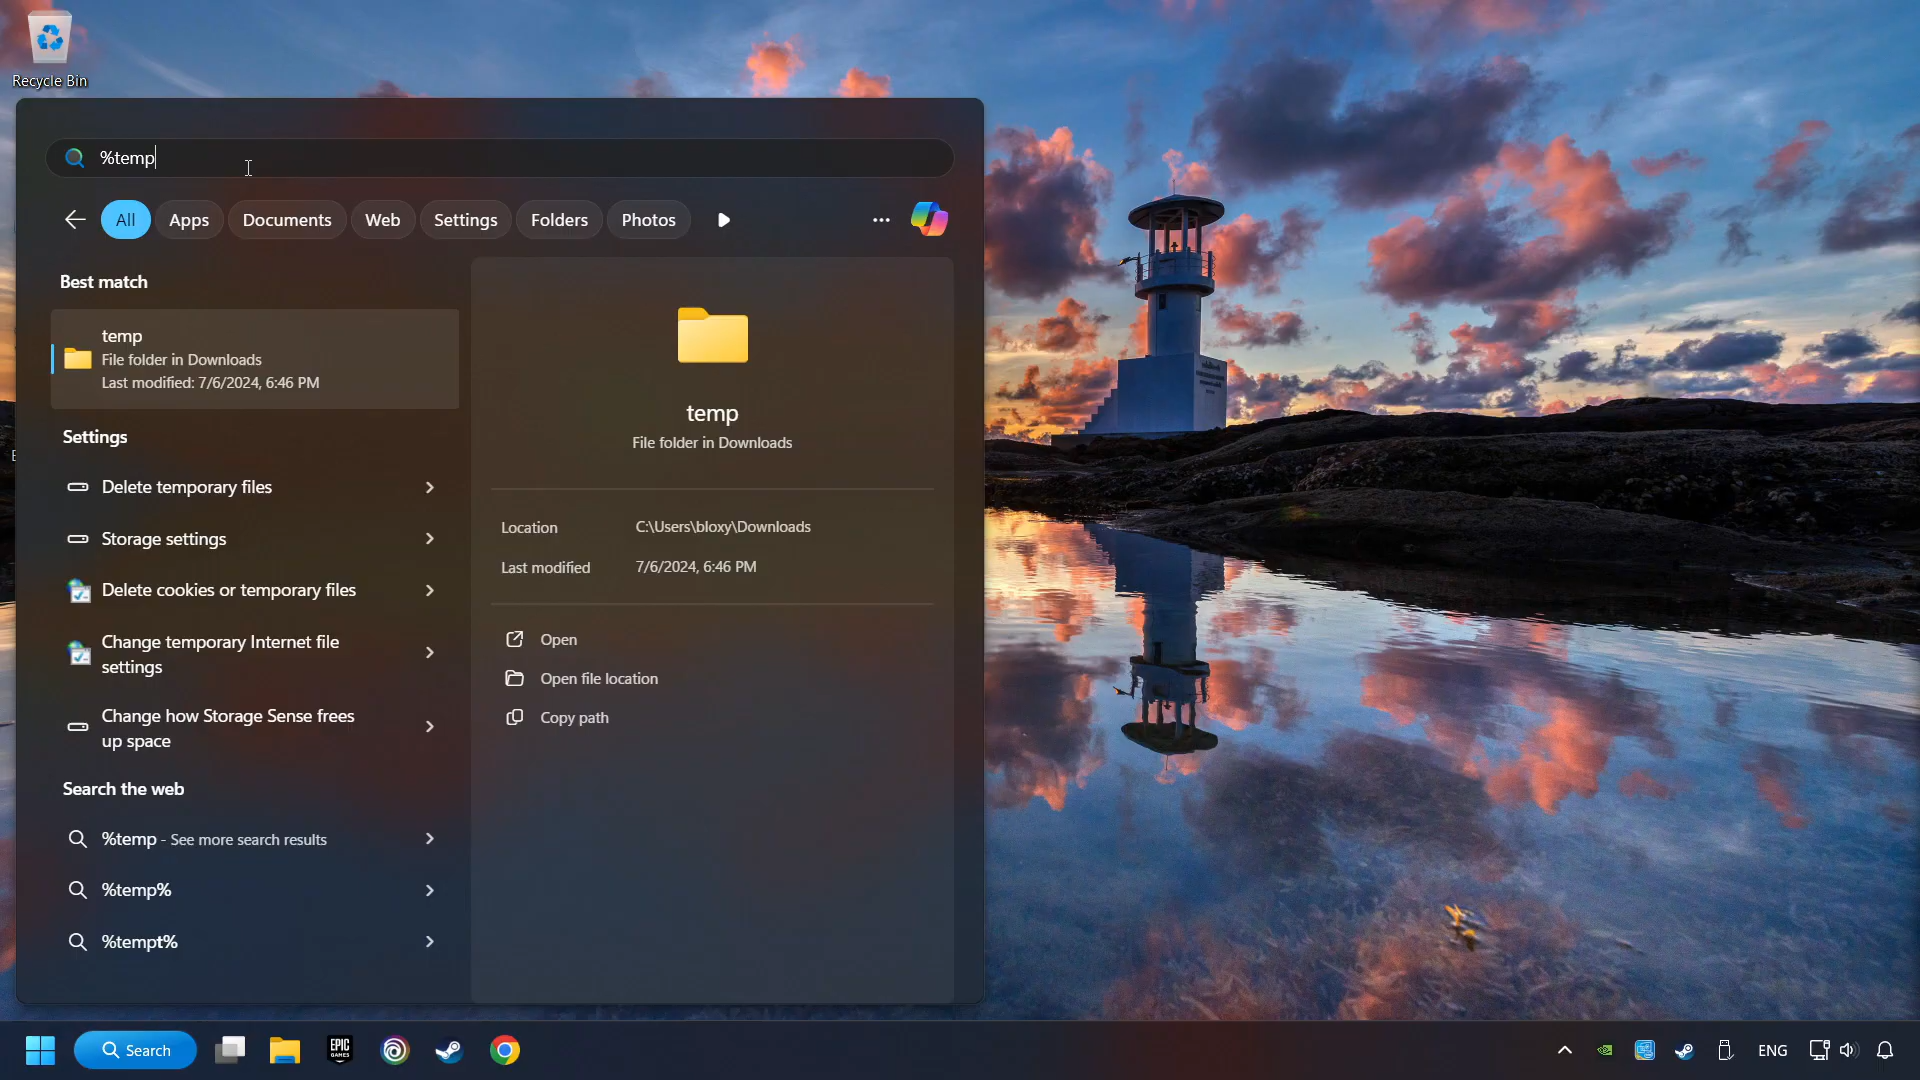 Recycle Bin
%temp
All
Apps
Documents
Web
Settings
Folders
Photos
Best match
temp
File folder in Downloads
Last modified: 7/6/2024, 6:46 PM
Settings
Delete temporary files
Storage settings
Delete cookies or temporary files
Change temporary Internet file
settings
Change how Storage Sense frees
up space
Search the web
%temp - See more search results
%temp%
%tempt%
temp
File folder in Downloads
Location C:\Users\bloxy\Downloads
Last modified 7/6/2024, 6:46 PM
Open
Open file location
Copy path
Search
EPIC
GAMES
ENG